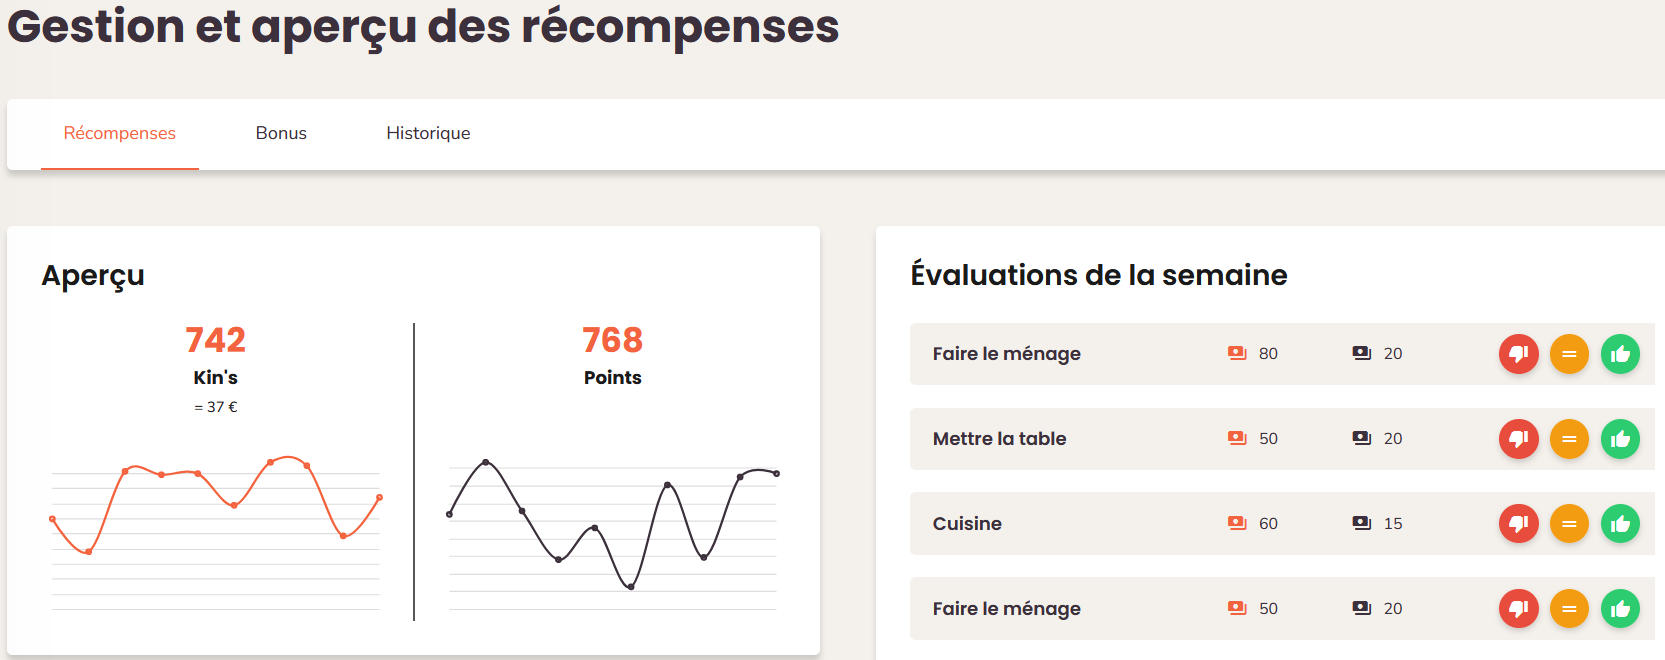 Gestion et aperçu des récompenses
Récompenses Bonus Historique
Aperçu
742
Kin's
= 37 €
768
Points
Évaluations de la semaine
Faire le ménage 80 20
Mettre la table 50 20
Cuisine 60 15
Faire le ménage 50 20